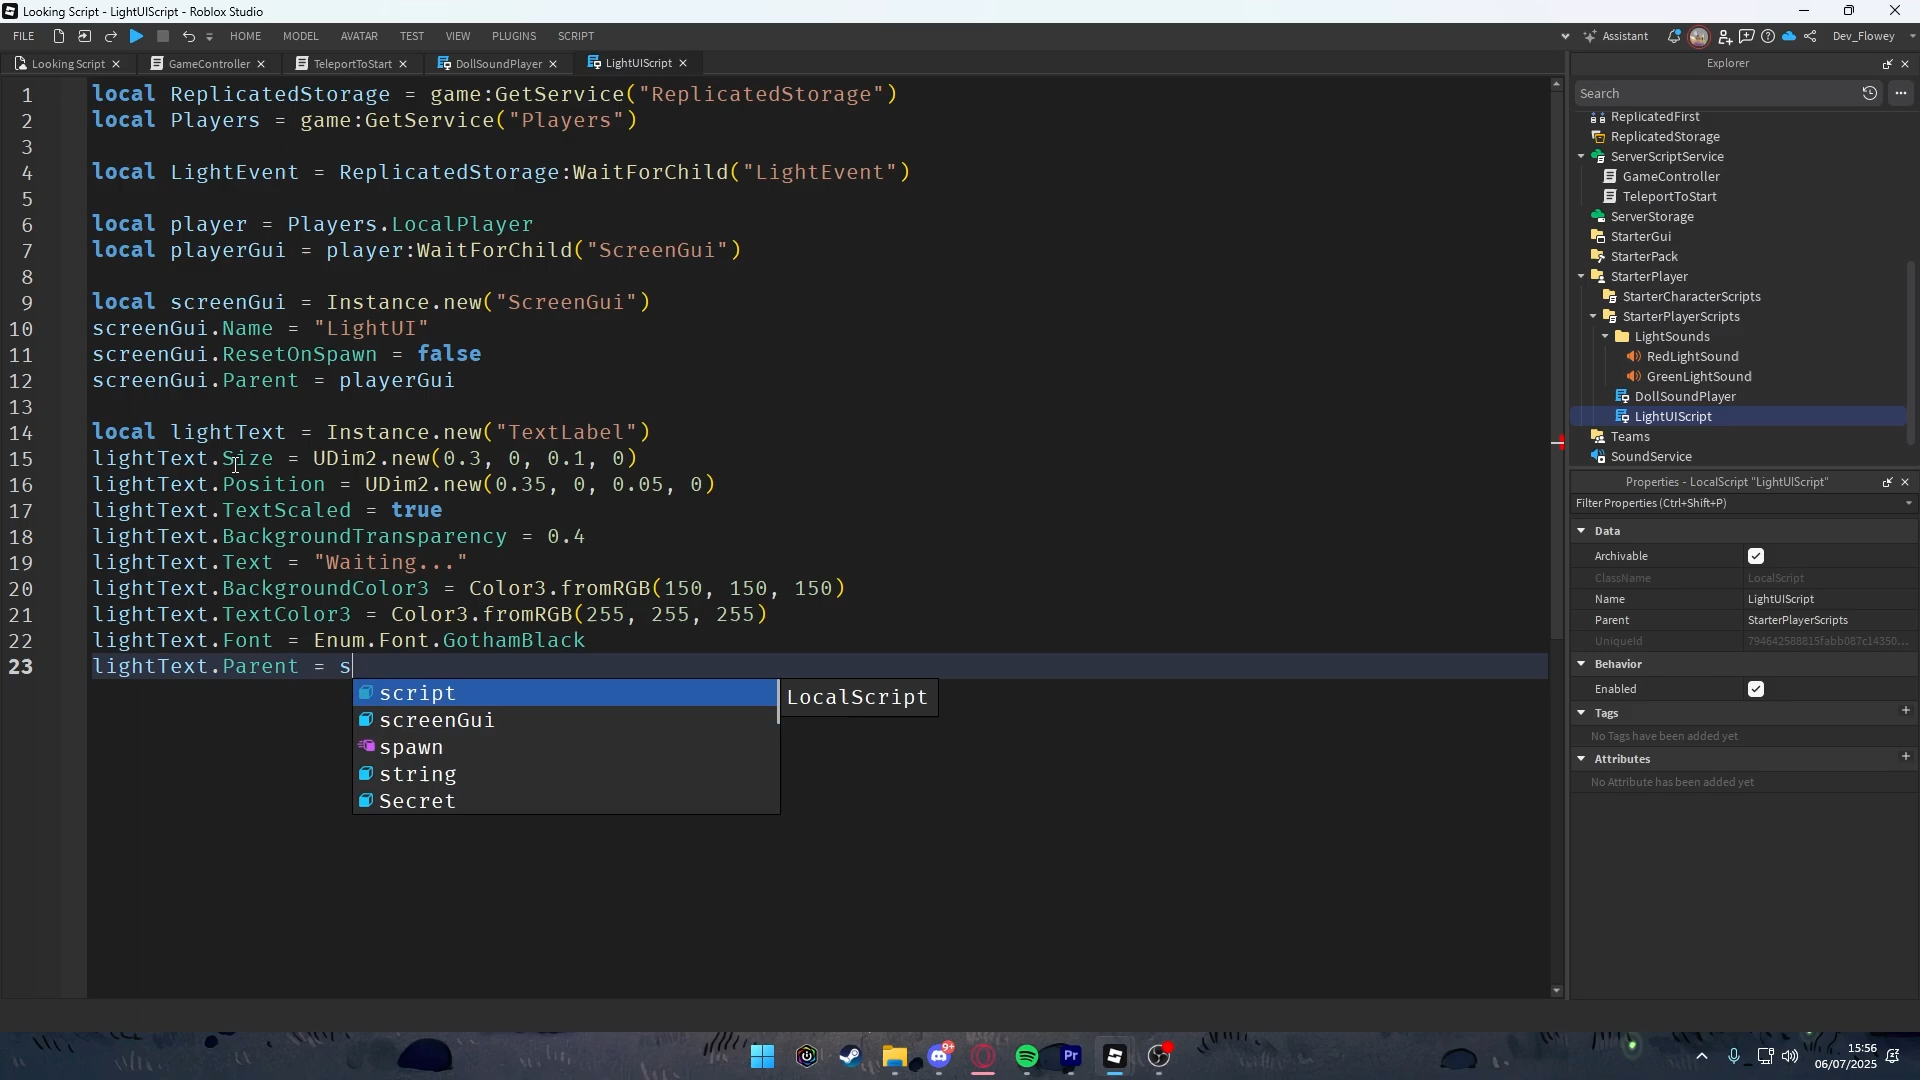 Looking Script - LightUIScript - Roblox Studio
FILE HOME MODEL AVATAR TEST VIEW PLUGINS SCRIPT Assistant Dev_Flowey
Looking Script GameController TeleportToStart DollSoundPlayer LightUIScript
1 local ReplicatedStorage = game:GetService("ReplicatedStorage")
2 local Players = game:GetService("Players")
3
4 local LightEvent = ReplicatedStorage:WaitForChild("LightEvent")
5
6 local player = Players.LocalPlayer
7 local playerGui = player:WaitForChild("ScreenGui")
8
9 local screenGui = Instance.new("ScreenGui")
10 screenGui.Name = "LightUI"
11 screenGui.ResetOnSpawn = false
12 screenGui.Parent = playerGui
13
14 local lightText = Instance.new("TextLabel")
15 lightText.Size = UDim2.new(0.3, 0, 0.1, 0)
16 lightText.Position = UDim2.new(0.35, 0, 0.05, 0)
17 lightText.TextScaled = true
18 lightText.BackgroundTransparency = 0.4
19 lightText.Text = "Waiting..."
20 lightText.BackgroundColor3 = Color3.fromRGB(150, 150, 150)
21 lightText.TextColor3 = Color3.fromRGB(255, 255, 255)
22 lightText.Font = Enum.Font.GothamBlack
23 lightText.Parent = s
script LocalScript
screenGui
spawn
string
Secret
Explorer
Search
ReplicatedFirst
ReplicatedStorage
ServerScriptService
GameController
TeleportToStart
ServerStorage
StarterGui
StarterPack
StarterPlayer
StarterCharacterScripts
StarterPlayerScripts
LightSounds
RedLightSound
GreenLightSound
DollSoundPlayer
LightUIScript
Teams
SoundService
Properties - LocalScript "LightUIScript"
Filter Properties (Ctrl+Shift+P)
Data
Archivable
ClassName LocalScript
Name LightUIScript
Parent StarterPlayerScripts
UniqueId 794642588815fabb087c14350...
Behavior
Enabled
Tags +
No Tags have been added yet
Attributes +
No Attribute has been added yet
9+
15:56
06/07/2025